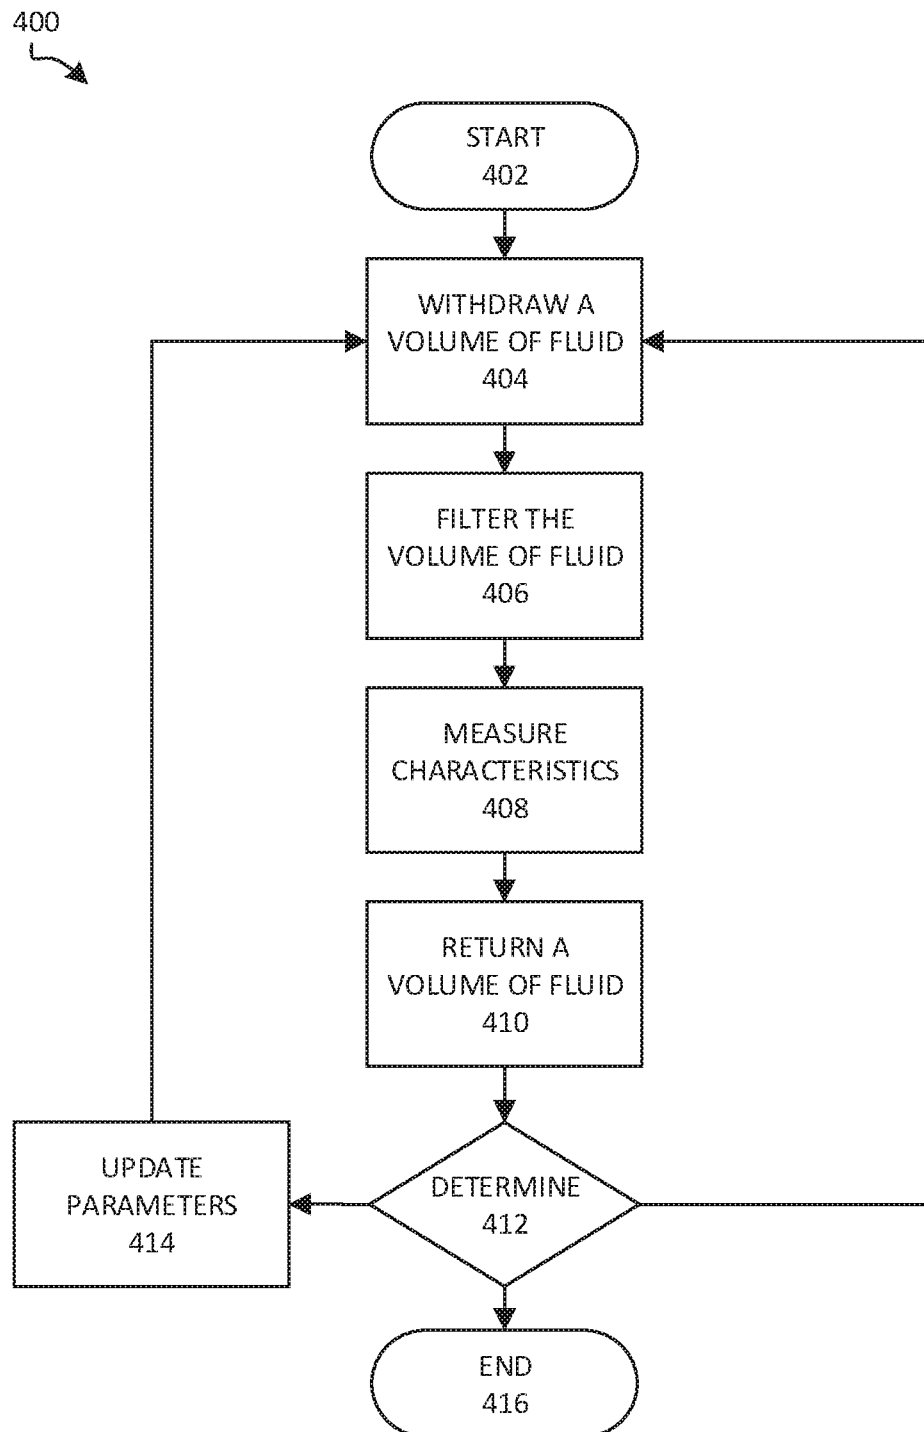 400
START
402
WITHDRAW A
VOLUME OF FLUID
404
FILTER THE
VOLUME OF FLUID
406
MEASURE
CHARACTERISTICS
408
RETURN A
VOLUME OF FLUID
410
DETERMINE
412
UPDATE
PARAMETERS
414
END
416